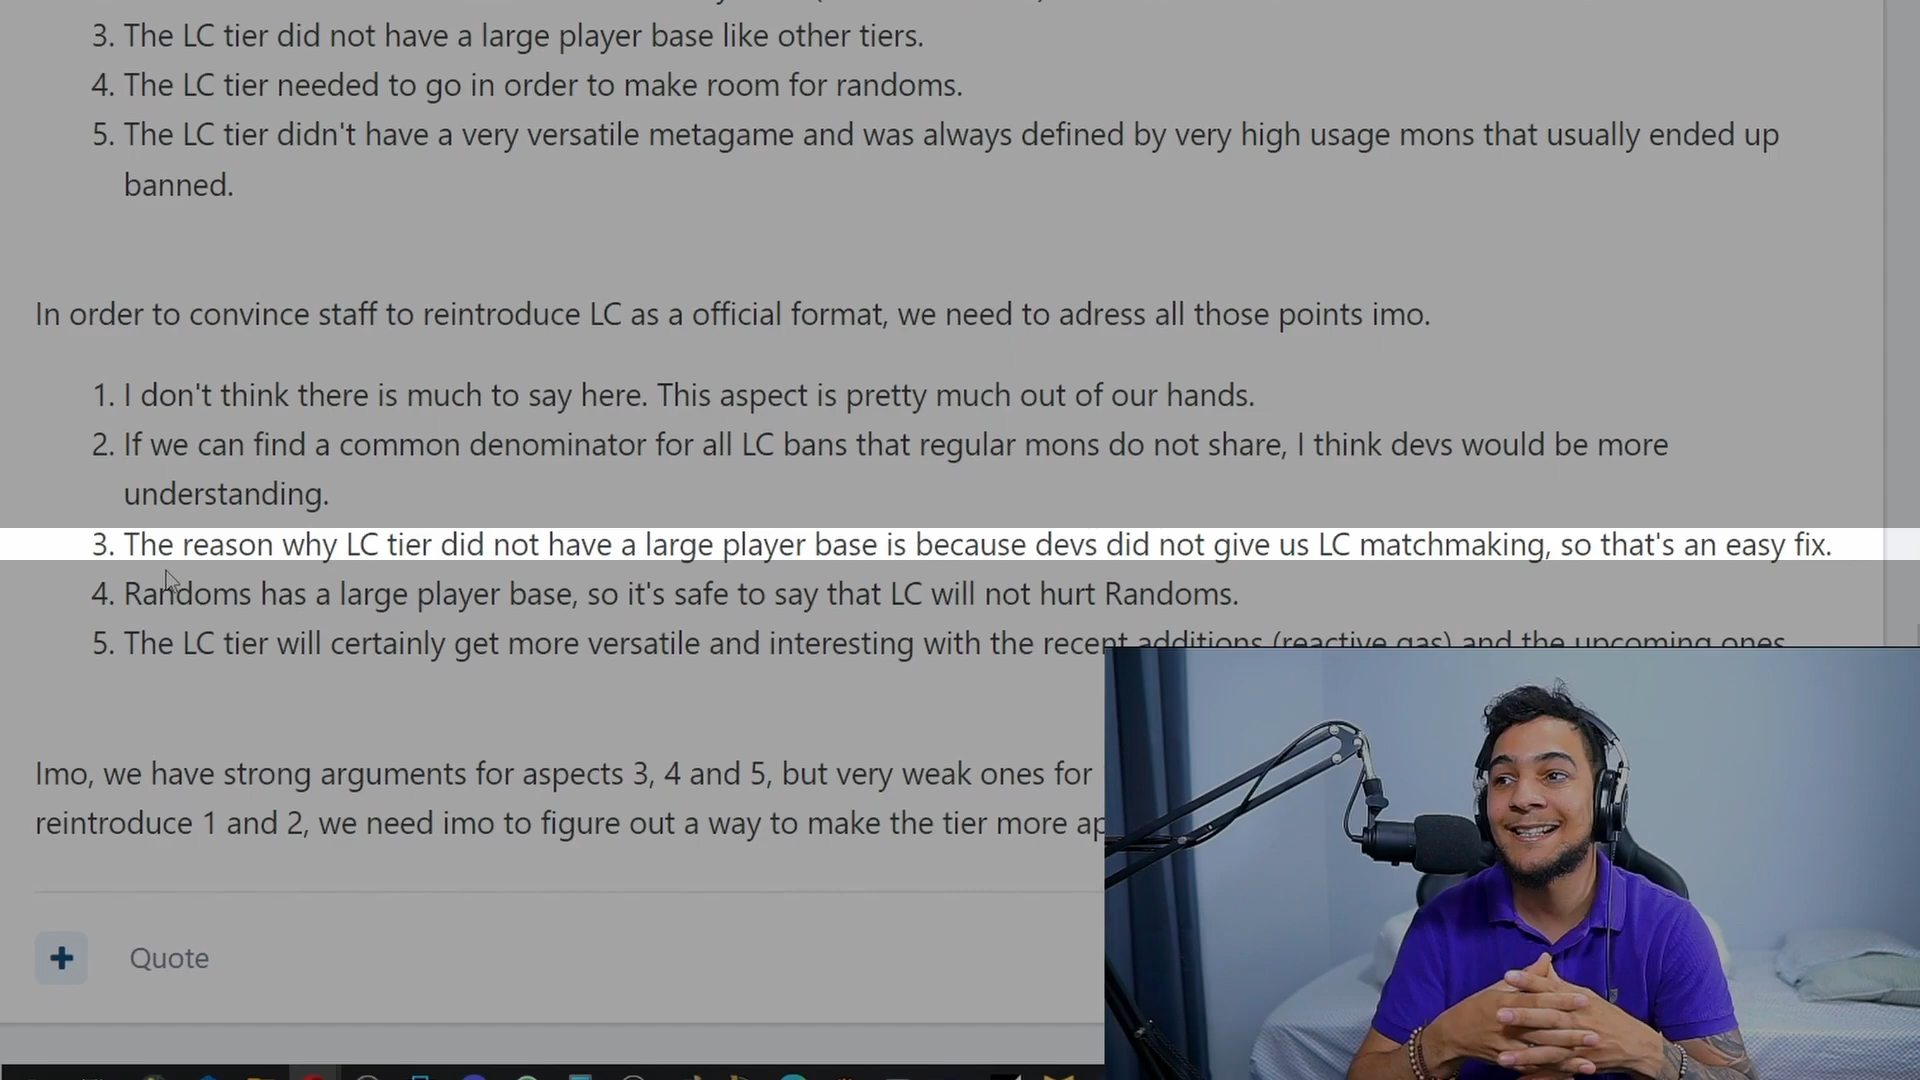 3. The LC tier did not have a large player base like other tiers.
4. The LC tier needed to go in order to make room for randoms.
5. The LC tier didn't have a very versatile metagame and was always defined by very high usage mons that usually ended up
banned.
In order to convince staff to reintroduce LC as a official format, we need to adress all those points imo.
1. I don't think there is much to say here. This aspect is pretty much out of our hands.
2. If we can find a common denominator for all LC bans that regular mons do not share, I think devs would be more
understanding.
3. The reason why LC tier did not have a large player base is because devs did not give us LC matchmaking, so that's an easy fix.
4. Randoms has a large player base, so it's safe to say that LC will not hurt Randoms.
5. The LC tier will certainly get more versatile and interesting with the recent additions (reactive gas) and the upcoming ones
Imo, we have strong arguments for aspects 3, 4 and 5, but very weak ones for
reintroduce 1 and 2, we need imo to figure out a way to make the tier more ap
+ Quote